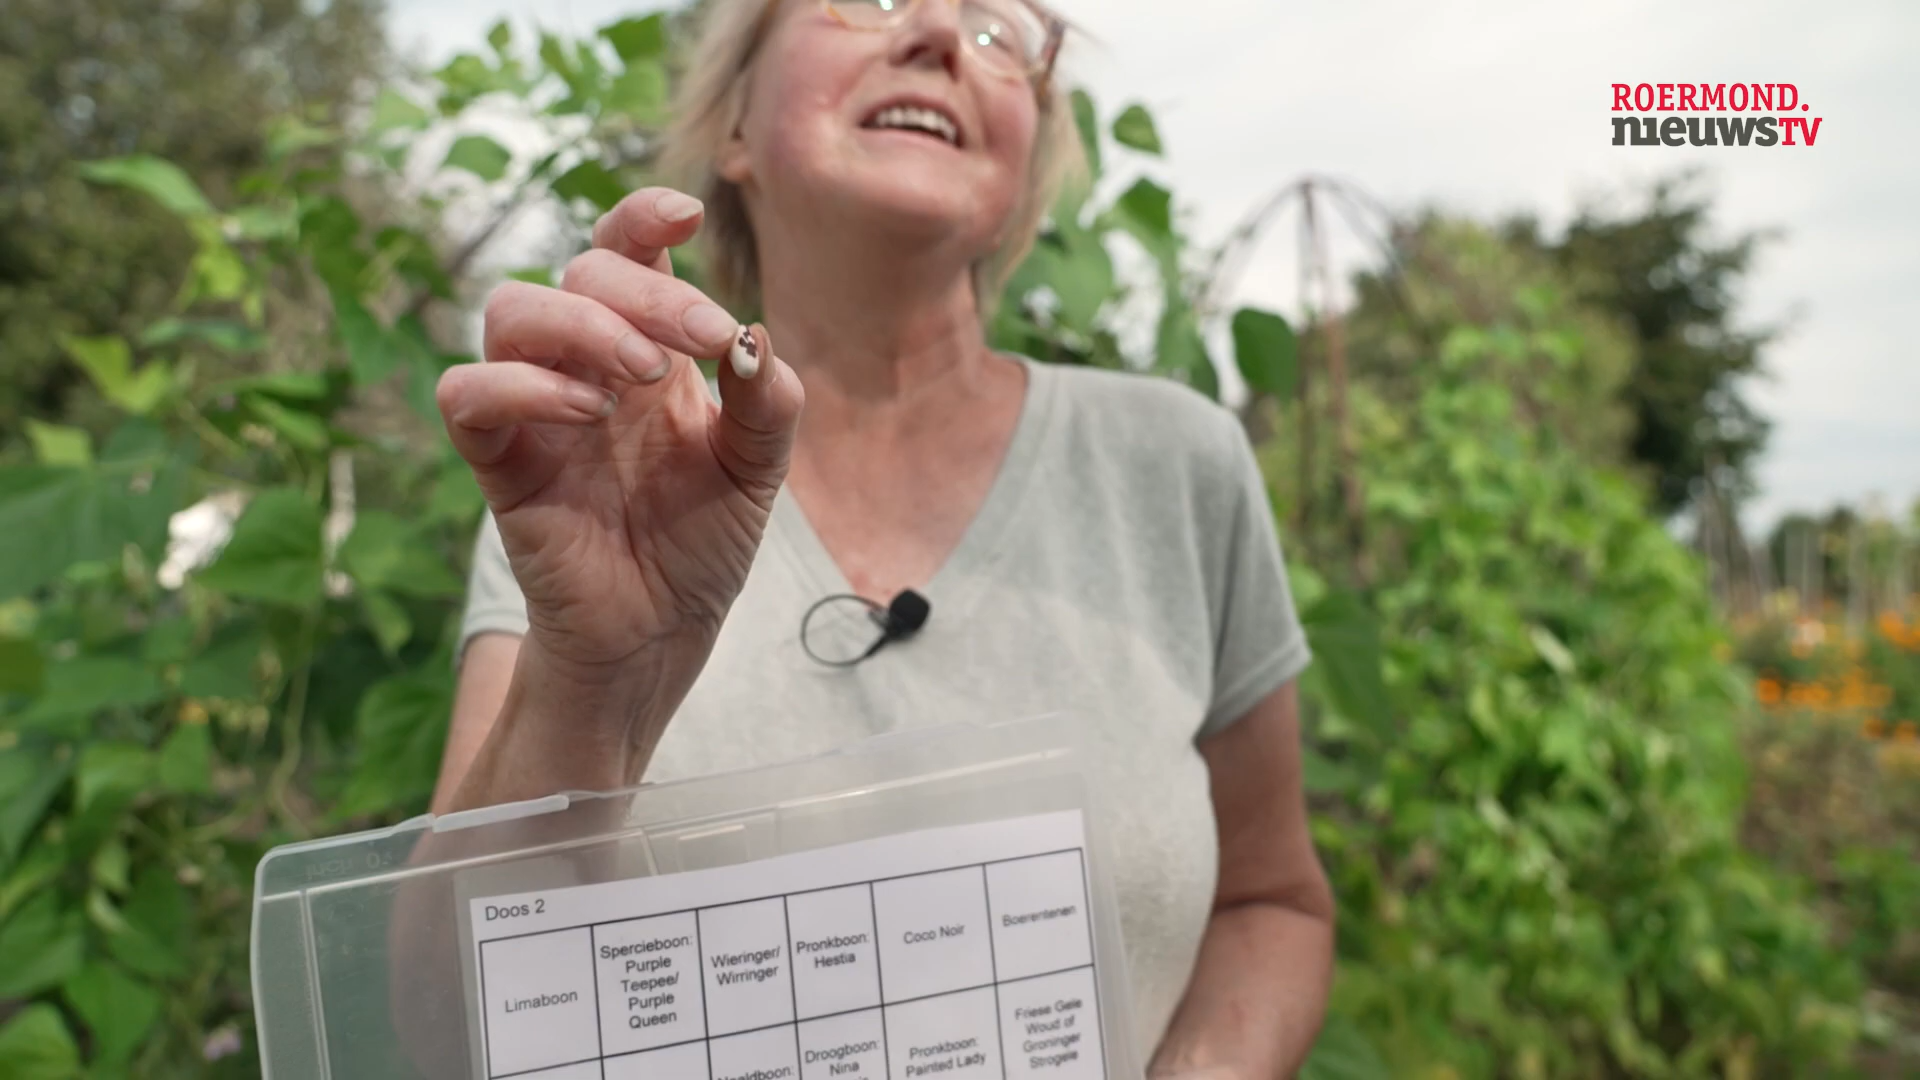 ROERMOND.
nieuwsTV
Doos 2
Limaboon
Spercieboon:
Purple
Teepee/
Purple
Queen
Wieringer/
Wirringer
Pronkboon:
Hestia
Coco Noir
Boerentenen
Droogboon:
Nina
Pronkboon:
Painted Lady
Friese Gele
Woud of
Groninger
Strogele